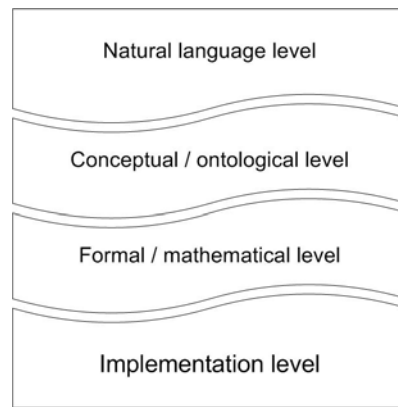 Natural language level
Conceptual / ontological level
Formal / mathematical level
Implementation level